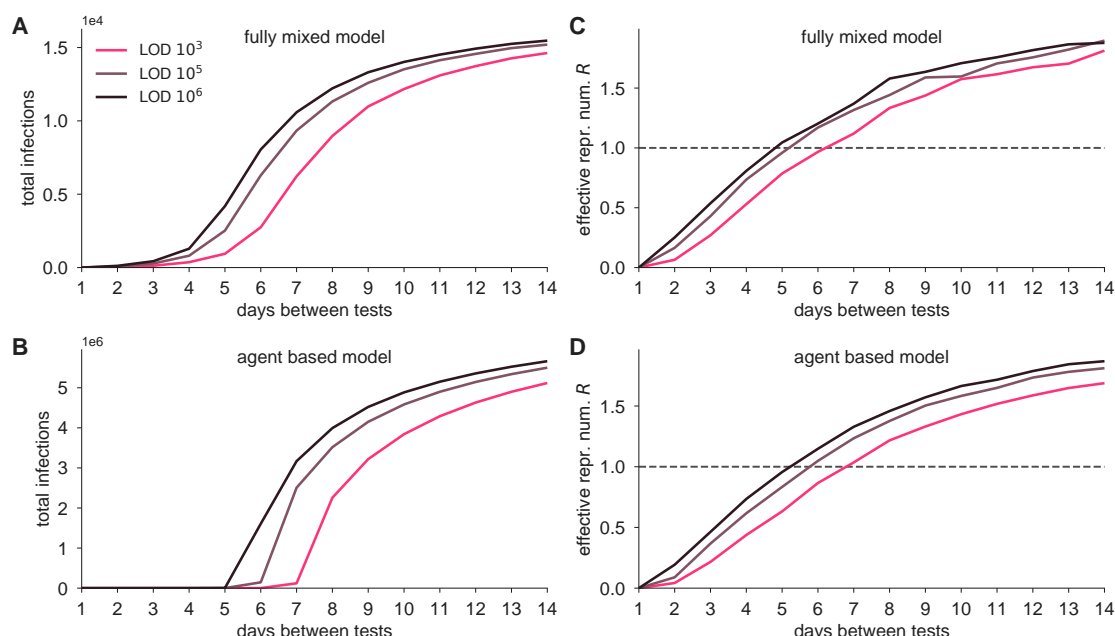 A
1e4
fully mixed model
LOD 10³
LOD 10⁵
LOD 10⁶
total infections
1.5
1.0
0.5
0.0
1 2 3 4 5 6 7 8 9 10 11 12 13 14
days between tests
C
fully mixed model
effective repr. num. R
1.5
1.0
0.5
0.0
1 2 3 4 5 6 7 8 9 10 11 12 13 14
days between tests
B
1e6
agent based model
total infections
5
4
3
2
1
0
1 2 3 4 5 6 7 8 9 10 11 12 13 14
days between tests
D
agent based model
effective repr. num. R
1.5
1.0
0.5
0.0
1 2 3 4 5 6 7 8 9 10 11 12 13 14
days between tests